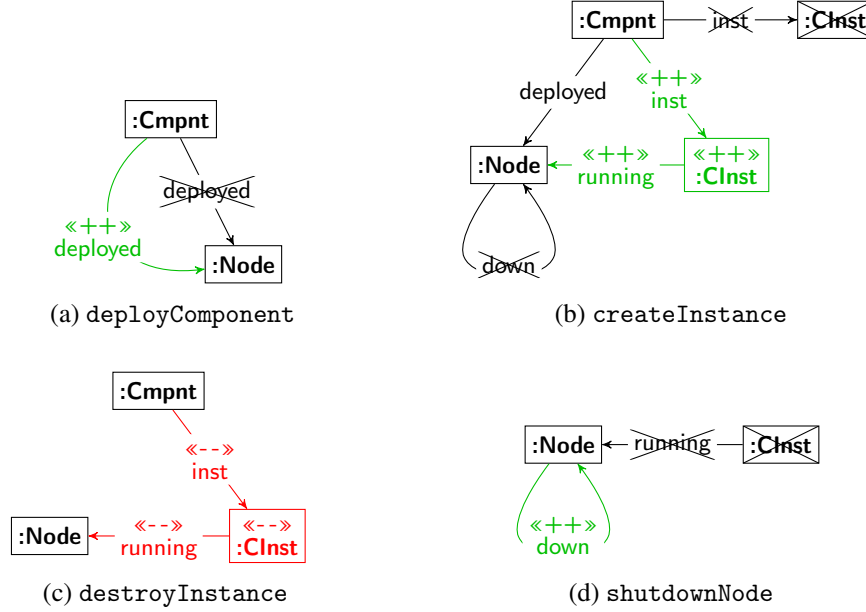 :Cmpnt
deployed
«++»
deployed
:Node
(a) deployComponent
:Cmpnt
inst
:CInst
«++»
inst
deployed
:Node
«++»
running
«++»
:CInst
down
(b) createInstance
:Cmpnt
«--»
inst
:Node
«--»
running
«--»
:CInst
(c) destroyInstance
:Node
running
:CInst
«++»
down
(d) shutdownNode